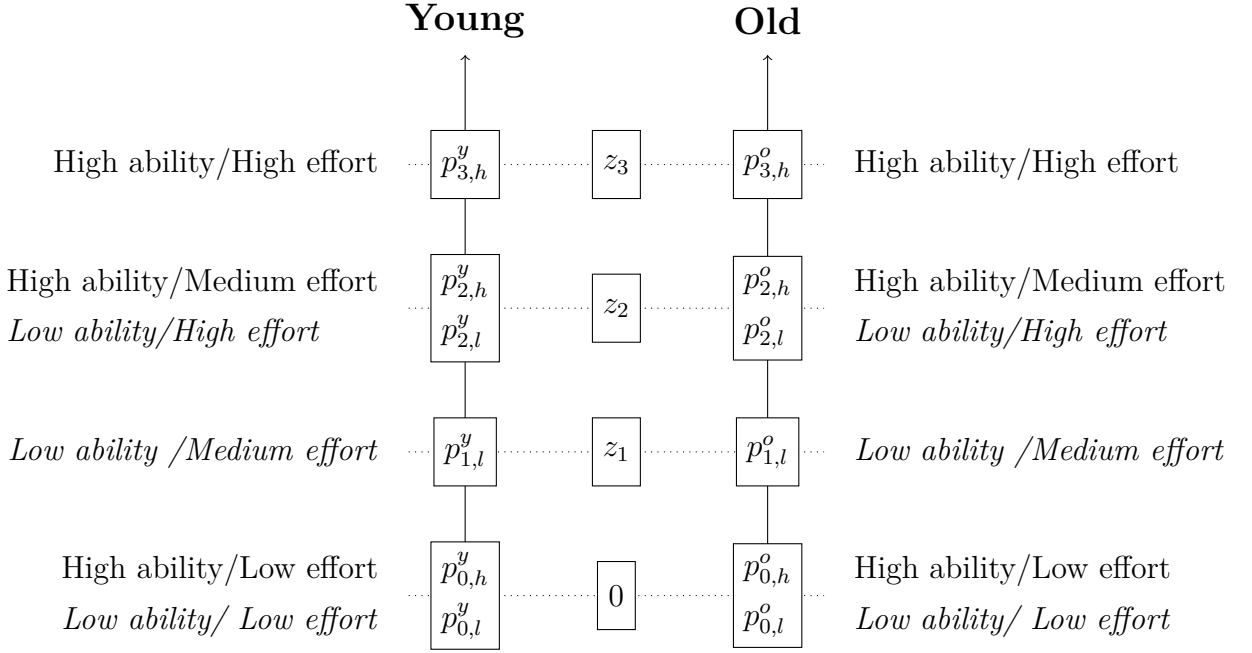 Young Old
High ability/High effort $p^y_{3,h}$ $z_3$ $p^o_{3,h}$ High ability/High effort
High ability/Medium effort $p^y_{2,h}$ $p^o_{2,h}$ High ability/Medium effort
$z_2$
Low ability/High effort $p^y_{2,l}$ $p^o_{2,l}$ Low ability/High effort
Low ability /Medium effort $p^y_{1,l}$ $z_1$ $p^o_{1,l}$ Low ability /Medium effort
High ability/Low effort $p^y_{0,h}$ $p^o_{0,h}$ High ability/Low effort
0
Low ability/ Low effort $p^y_{0,l}$ $p^o_{0,l}$ Low ability/ Low effort